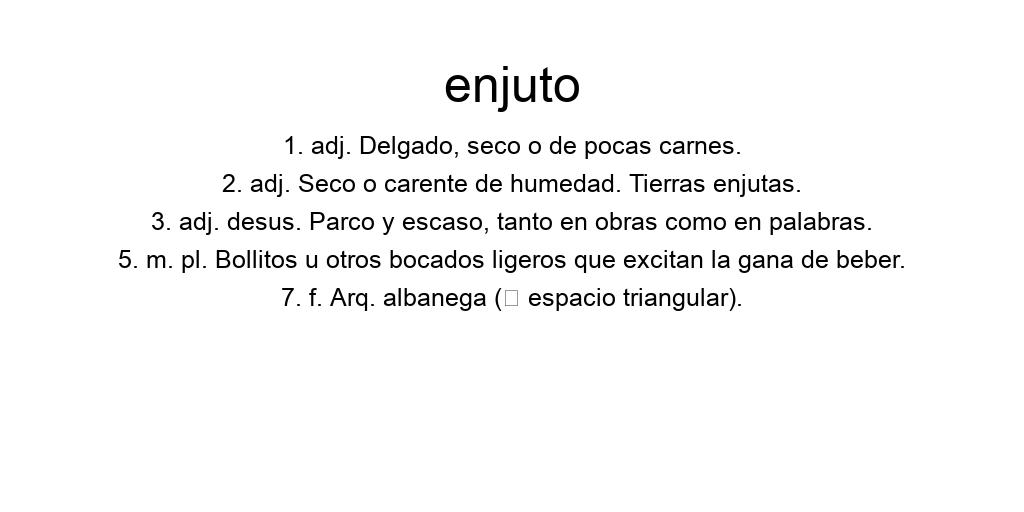 enjuto
1. adj. Delgado, seco o de pocas carnes.
2. adj. Seco o carente de humedad. Tierras enjutas.
3. adj. desus. Parco y escaso, tanto en obras como en palabras.
5. m. pl. Bollitos u otros bocados ligeros que excitan la gana de beber.
7. f. Arq. albanega (□ espacio triangular).